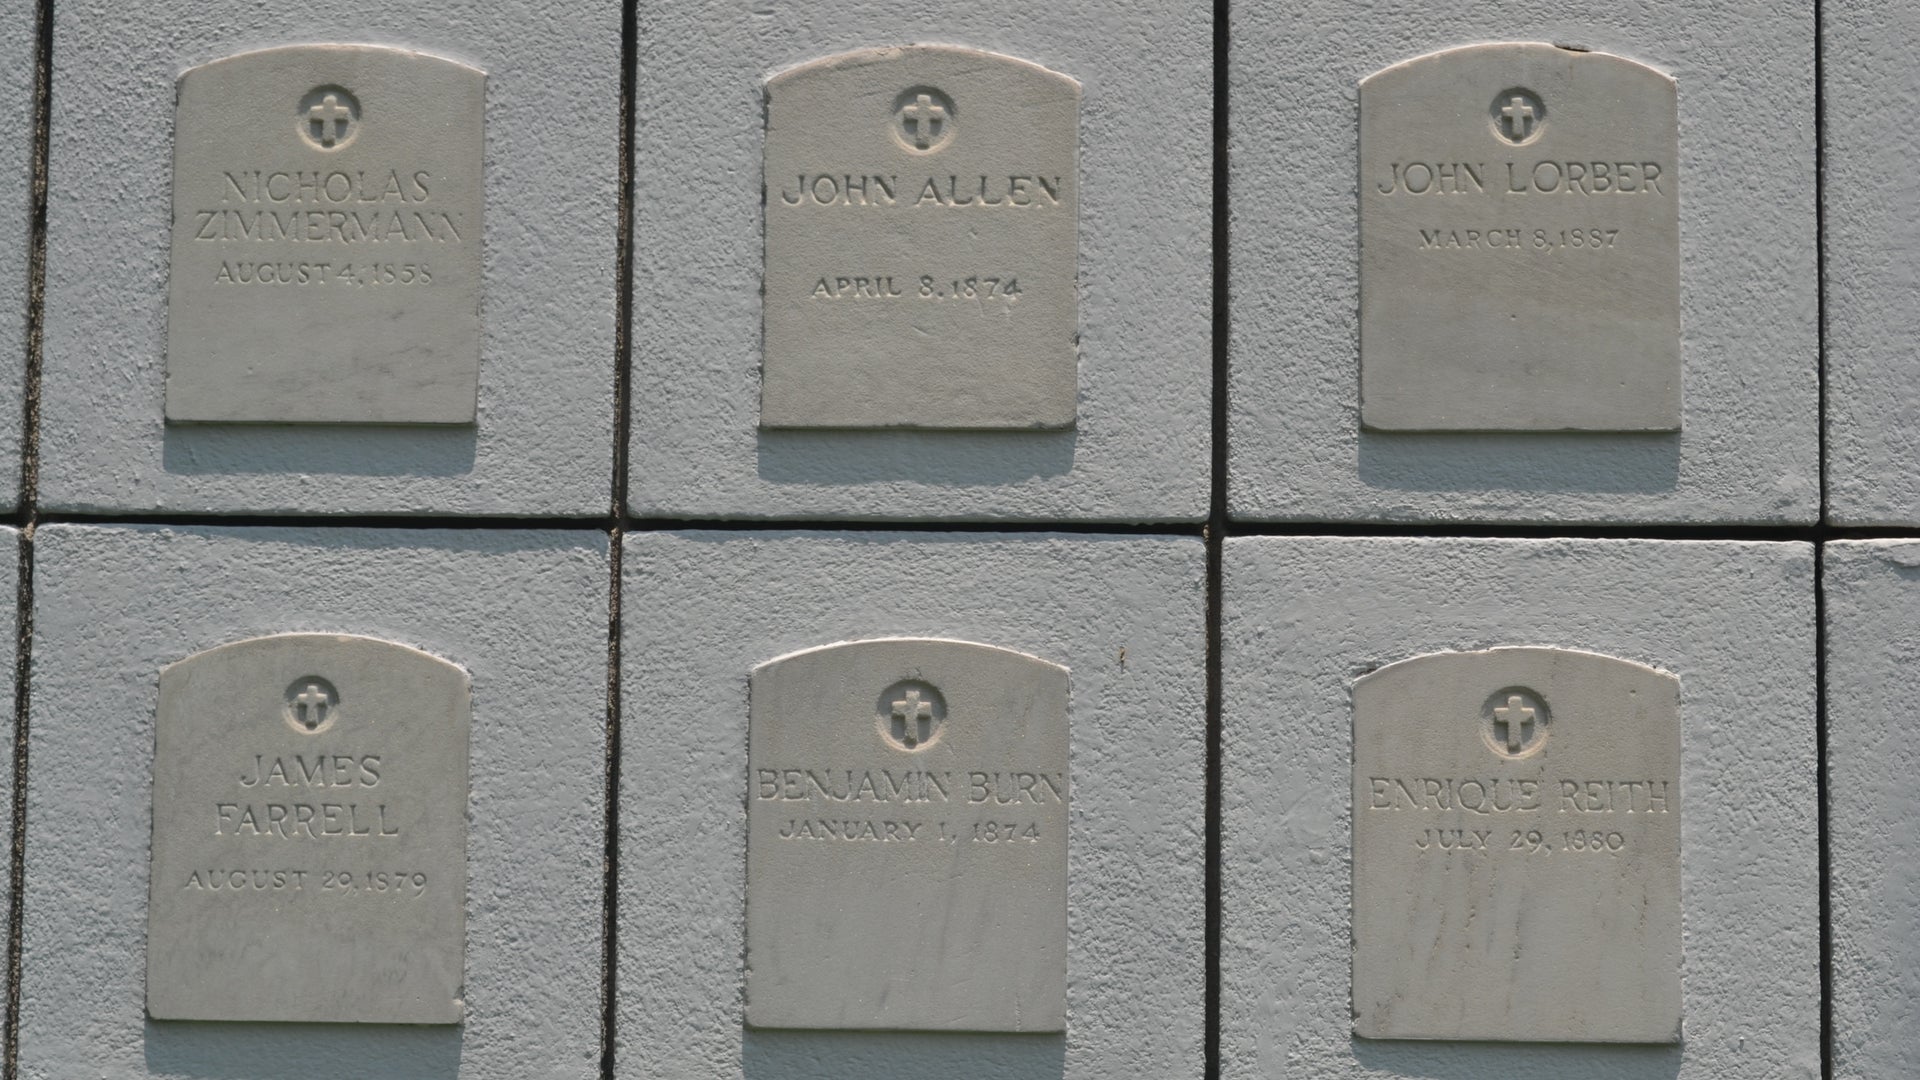 NICHOLAS
ZIMMERMANN
AUGUST 4, 1858
JOHN ALLEN
APRIL 8, 1874
JOHN LORBER
MARCH 8, 1887
JAMES
FARRELL
AUGUST 29, 1879
BENJAMIN BURN
JANUARY 1, 1874
ENRIQUE REITH
JULY 29, 1880